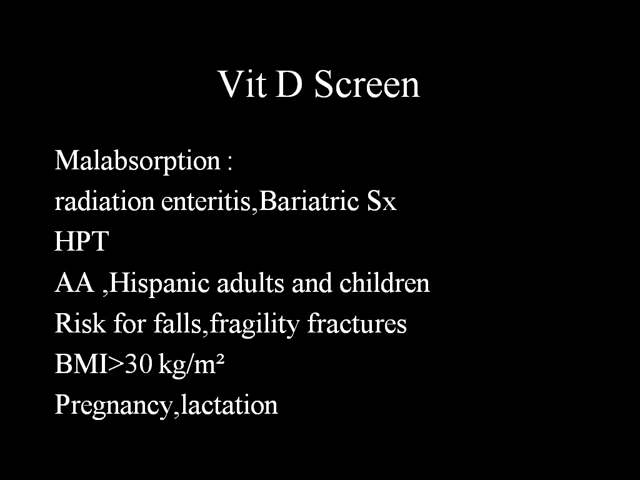 Vit D Screen
Malabsorption :
radiation enteritis,Bariatric Sx
HPT
AA ,Hispanic adults and children
Risk for falls,fragility fractures
BMI>30 kg/m²
Pregnancy,lactation